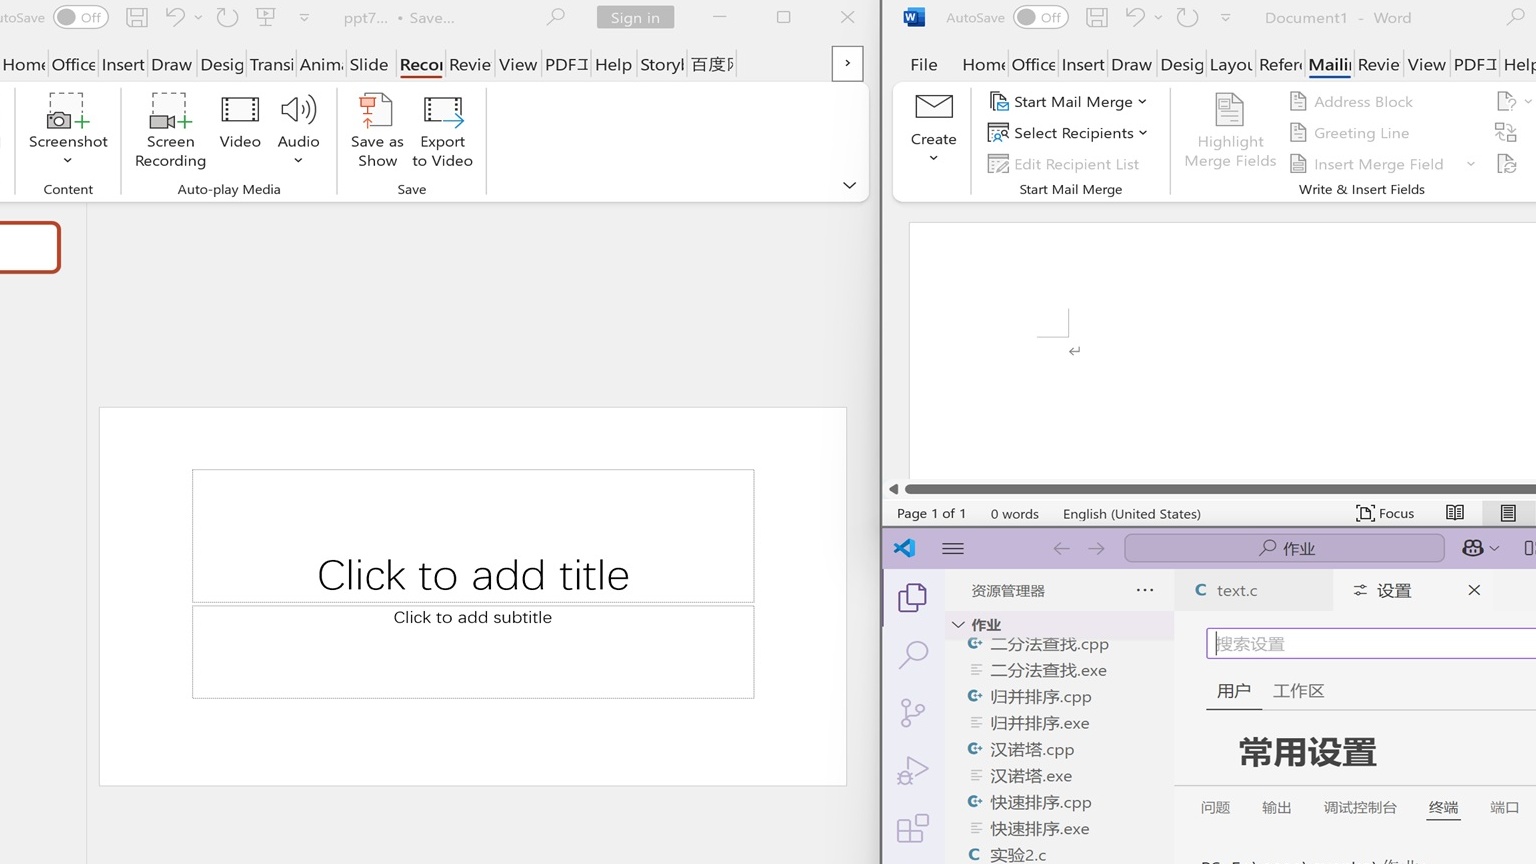 utoSave Off ppt7... • Save... Sign in
Home Office Insert Draw Desig Transi Anima Slide Recor Revie View PDF工 Help Storyl 百度网
Screenshot
Screen Recording
Video
Audio
Save as Show
Export to Video
Content
Auto-play Media
Save
Click to add title
Click to add subtitle
AutoSave Off Document1 - Word
File Home Office Insert Draw Desig Layou Refere Mailin Revie View PDF工 Help
Create
Start Mail Merge
Select Recipients
Edit Recipient List
Start Mail Merge
Highlight Merge Fields
Address Block
Greeting Line
Insert Merge Field
Write & Insert Fields
Page 1 of 1 0 words English (United States) Focus
作业
资源管理器
作业
二分法查找.cpp
二分法查找.exe
归并排序.cpp
归并排序.exe
汉诺塔.cpp
汉诺塔.exe
快速排序.cpp
快速排序.exe
实验2.c
text.c 设置
搜索设置
用户 工作区
常用设置
问题 输出 调试控制台 终端 端口